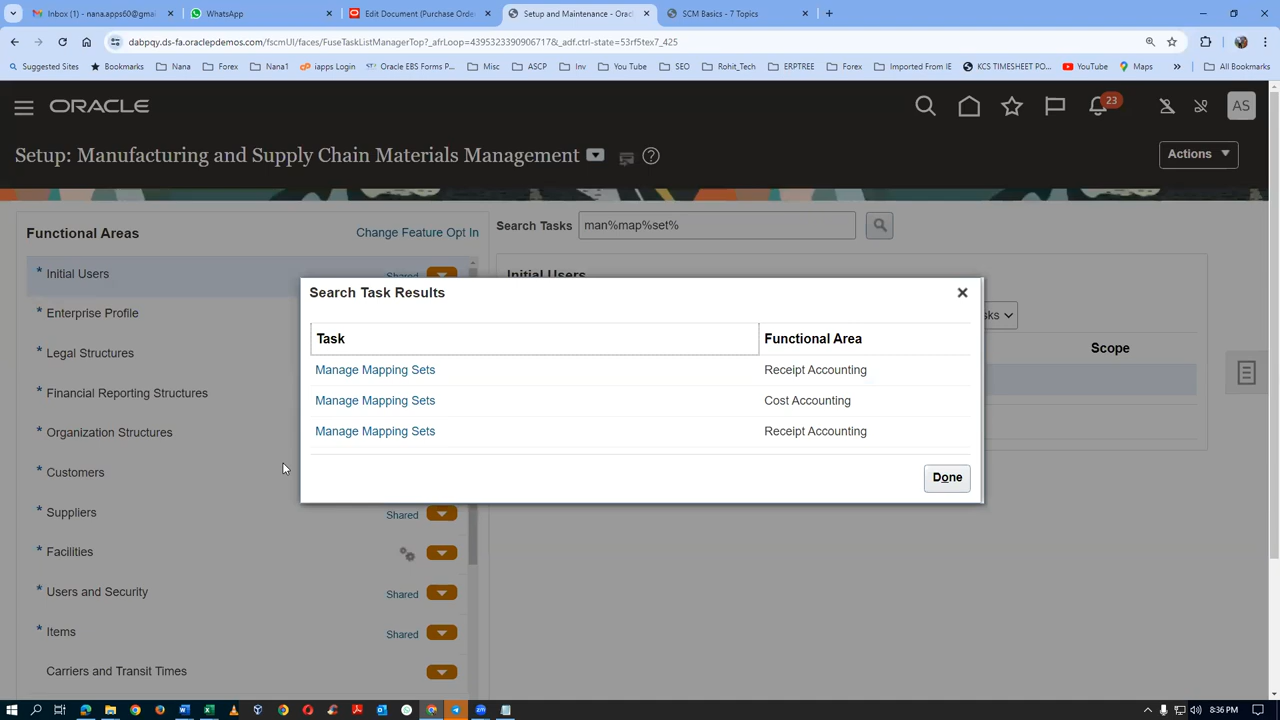 Inbox (1) - nana.apps60@gmai
WhatsApp
Edit Document (Purchase Orde
Setup and Maintenance - Orac
SCM Basics - 7 Topics
dabpqy.ds-fa.oraclepdemos.com/fscmUI/faces/FuseTaskListManagerTop?_afrLoop=4395323390906717&_adf.ctrl-state=53rf5tex7_425
Suggested Sites
Bookmarks
Nana
Forex
Nana1
iapps Login
Oracle EBS Forms P...
Misc
ASCP
Inv
You Tube
SEO
Rohit_Tech
ERPTREE
Forex
Imported From IE
KCS TIMESHEET PO...
YouTube
Maps
All Bookmarks
ORACLE
23
AS
Setup: Manufacturing and Supply Chain Materials Management
Actions
Functional Areas
Change Feature Opt In
Search Tasks
man%map%set%
* Initial Users
Shared
Initial Users
Search Task Results
* Enterprise Profile
sks
Task
Functional Area
* Legal Structures
Scope
Manage Mapping Sets
Receipt Accounting
* Financial Reporting Structures
Manage Mapping Sets
Cost Accounting
* Organization Structures
Manage Mapping Sets
Receipt Accounting
* Customers
Done
* Suppliers
Shared
* Facilities
* Users and Security
Shared
* Items
Shared
Carriers and Transit Times
8:36 PM